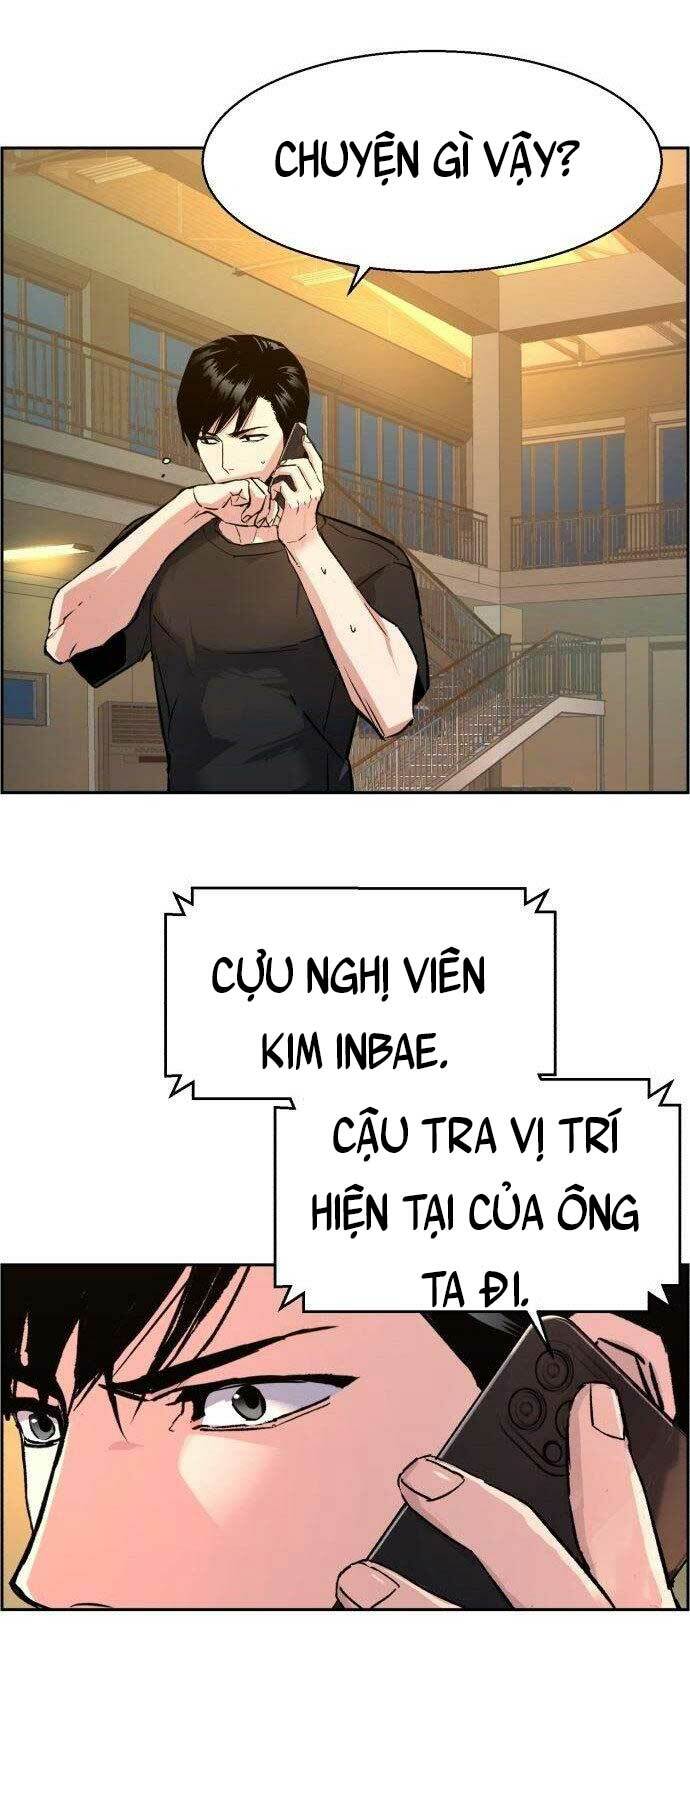 CHUYỆN GÌ VẬY?
CỰU NGHỊ VIÊN
KIM INBAE.
CẬU TRA VỊ TRÍ
HIỆN TẠI CỦA ÔNG
TA ĐI.